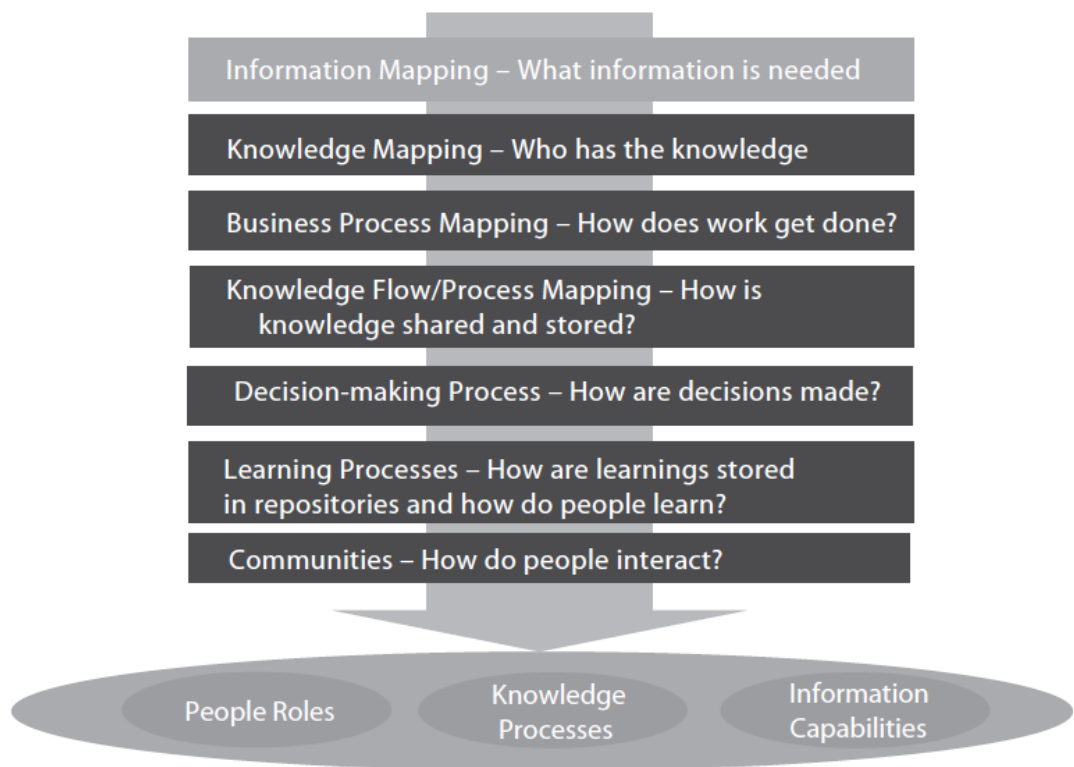 Information Mapping – What information is needed
Knowledge Mapping – Who has the knowledge
Business Process Mapping – How does work get done?
Knowledge Flow/Process Mapping – How is
knowledge shared and stored?
Decision-making Process – How are decisions made?
Learning Processes – How are learnings stored
in repositories and how do people learn?
Communities – How do people interact?
People Roles
Knowledge
Processes
Information
Capabilities